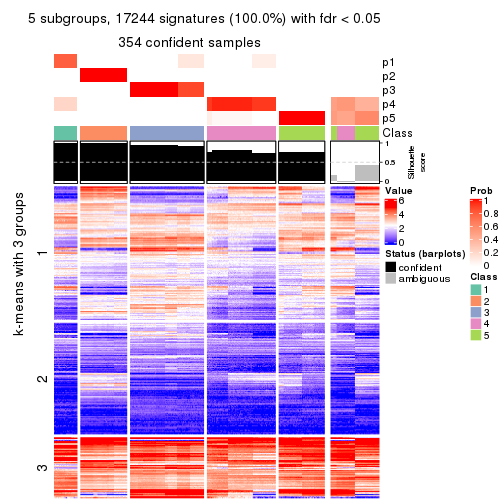 5 subgroups, 17244 signatures (100.0%) with fdr < 0.05
354 confident samples
p1
p2
p3
p4
p5
Class
1
0.5
0
Silhouette
score
k-means with 3 groups
1
2
3
Value
6
4
2
0
Status (barplots)
confident
ambiguous
Prob
1
0.8
0.6
0.4
0.2
0
Class
1
2
3
4
5